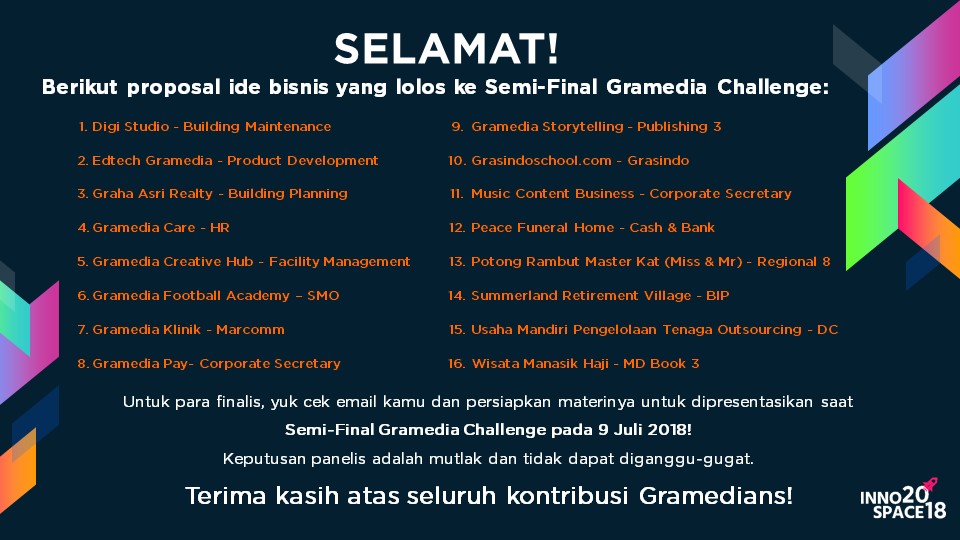 SELAMAT!
Berikut proposal ide bisnis yang lolos ke Semi-Final Gramedia Challenge:
1. Digi Studio - Building Maintenance
2. Edtech Gramedia - Product Development
3. Graha Asri Realty - Building Planning
4. Gramedia Care - HR
5. Gramedia Creative Hub - Facility Management
6. Gramedia Football Academy – SMO
7. Gramedia Klinik - Marcomm
8. Gramedia Pay- Corporate Secretary
9. Gramedia Storytelling - Publishing 3
10. Grasindoschool.com - Grasindo
11. Music Content Business - Corporate Secretary
12. Peace Funeral Home - Cash & Bank
13. Potong Rambut Master Kat (Miss & Mr) - Regional 8
14. Summerland Retirement Village - BIP
15. Usaha Mandiri Pengelolaan Tenaga Outsourcing - DC
16. Wisata Manasik Haji - MD Book 3
Untuk para finalis, yuk cek email kamu dan persiapkan materinya untuk dipresentasikan saat
Semi-Final Gramedia Challenge pada 9 Juli 2018!
Keputusan panelis adalah mutlak dan tidak dapat diganggu-gugat.
Terima kasih atas seluruh kontribusi Gramedians!
INNO20
SPACE18